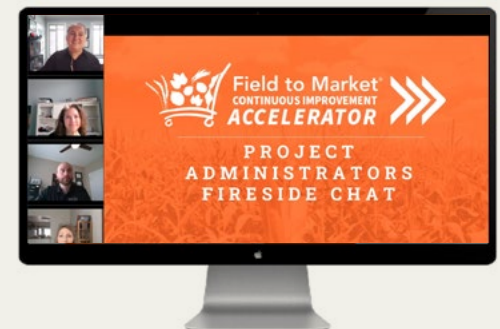 Field to Market®
CONTINUOUS IMPROVEMENT
ACCELERATOR
PROJECT
ADMINISTRATORS
FIRESIDE CHAT